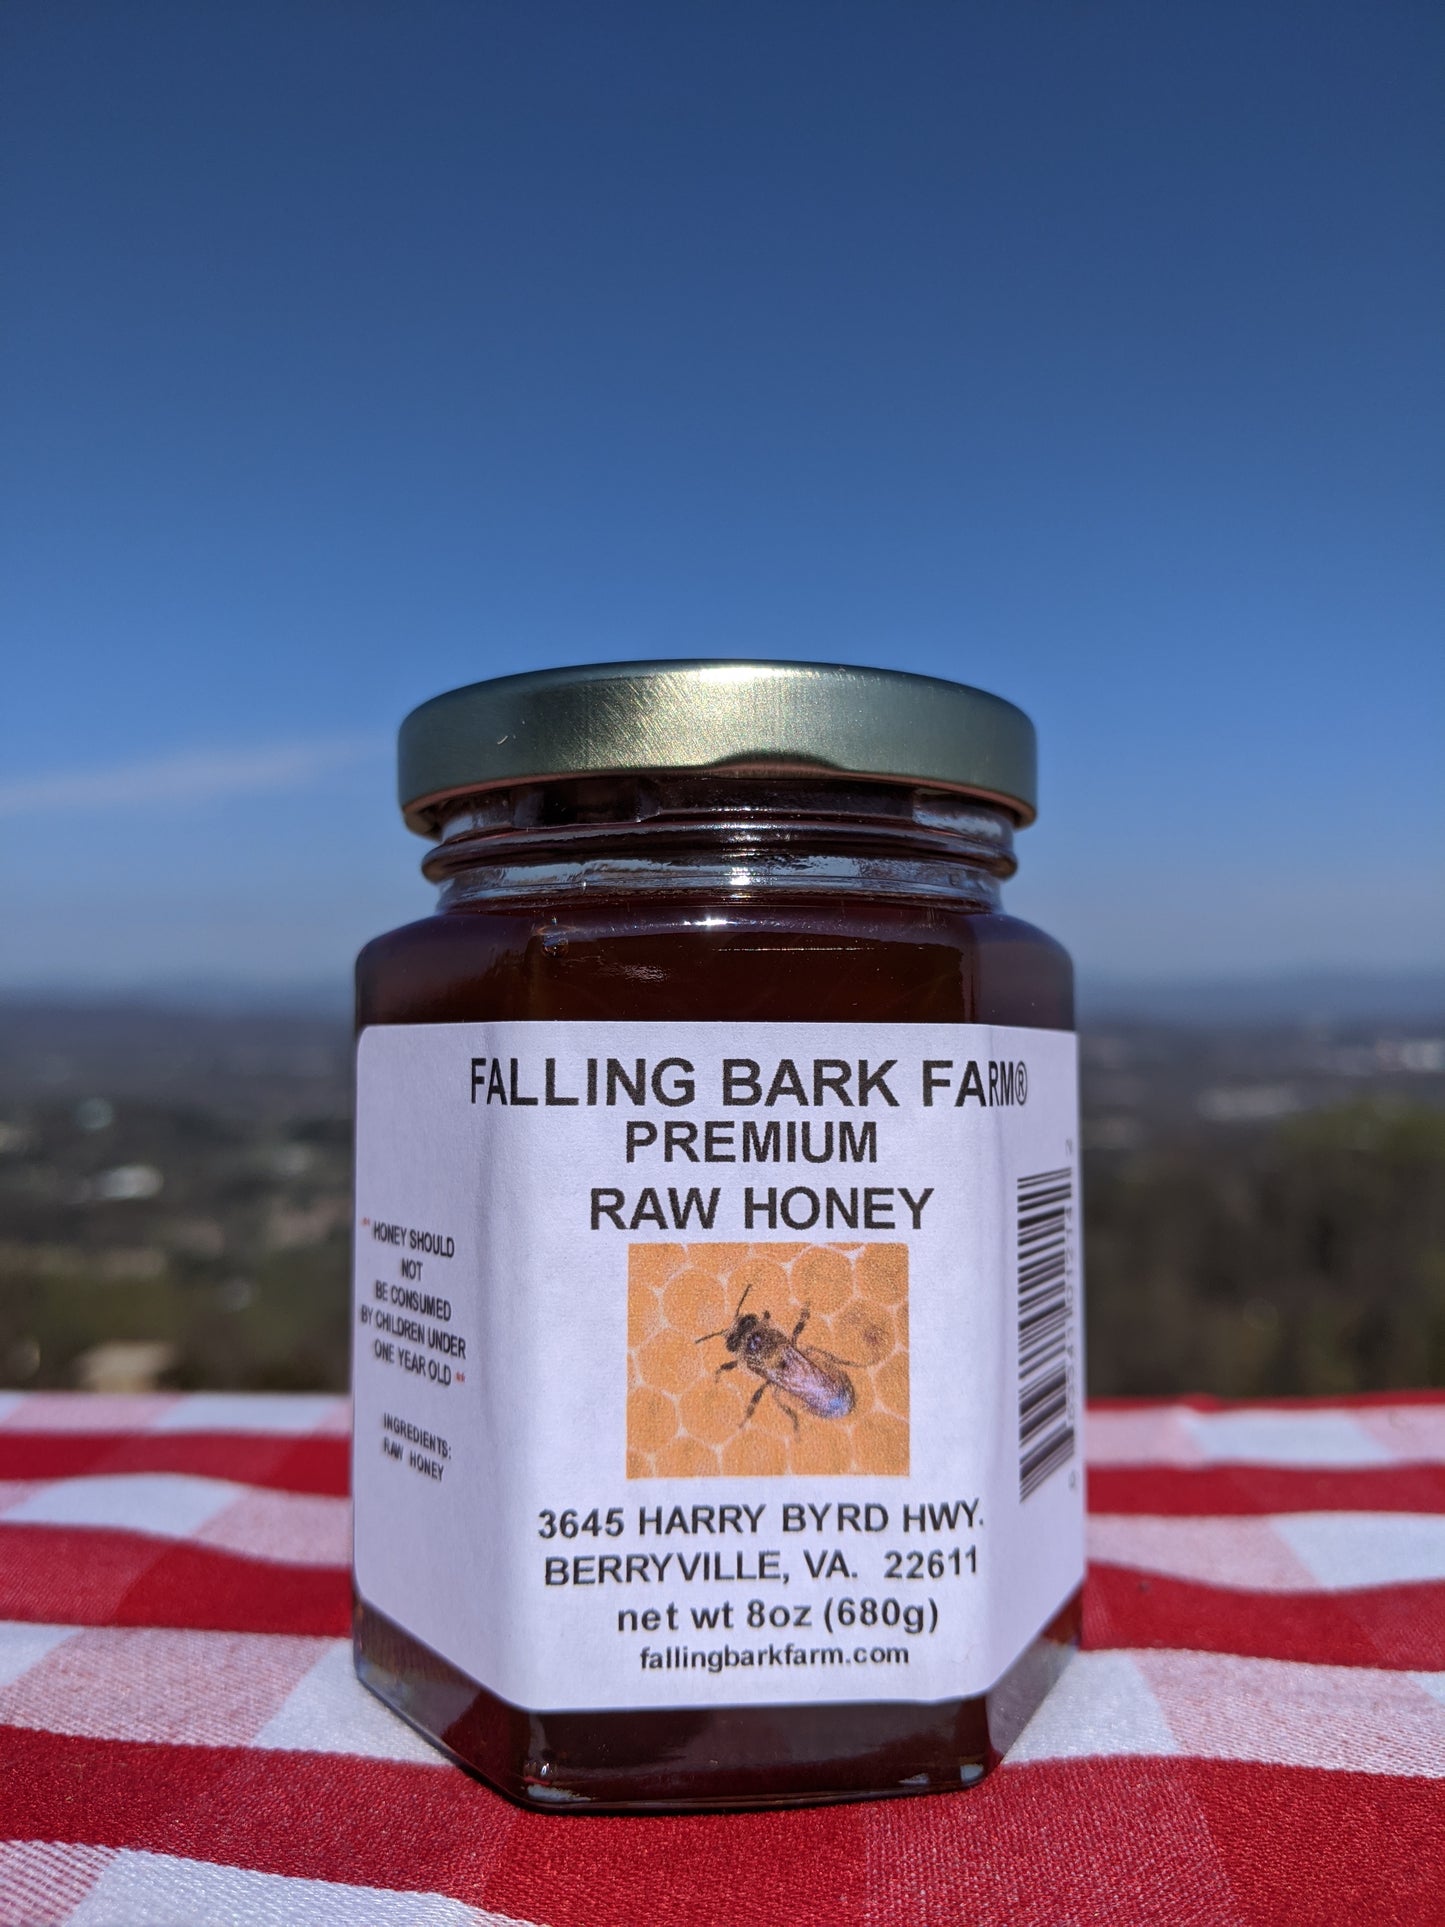 FALLING BARK FARM®
PREMIUM
RAW HONEY
" HONEY SHOULD
NOT
BE CONSUMED
BY CHILDREN UNDER
ONE YEAR OLD "
INGREDIENTS:
RAW HONEY
3645 HARRY BYRD HWY.
BERRYVILLE, VA. 22611
net wt 8oz (680g)
fallingbarkfarm.com